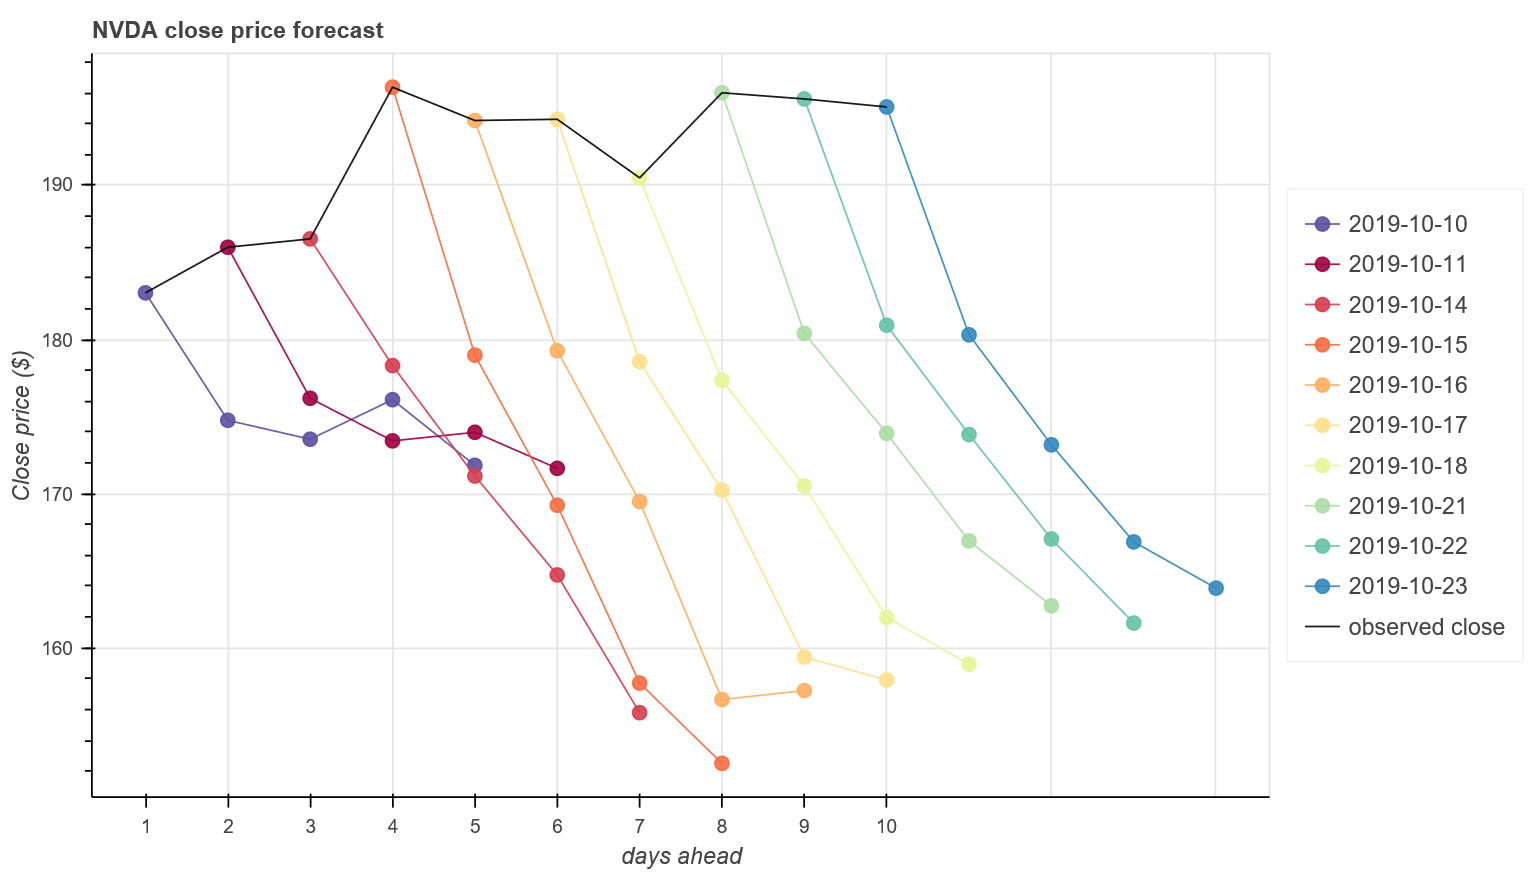 NVDA close price forecast
Close price ($)
190
180
170
160
1 2 3 4 5 6 7 8 9 10
days ahead
2019-10-10
2019-10-11
2019-10-14
2019-10-15
2019-10-16
2019-10-17
2019-10-18
2019-10-21
2019-10-22
2019-10-23
observed close